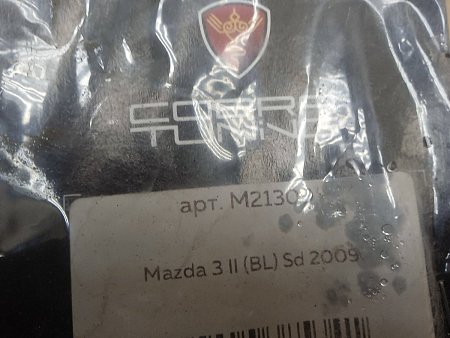 COBRA
TUNING
арт. M2130
Mazda 3 II (BL) Sd 2009